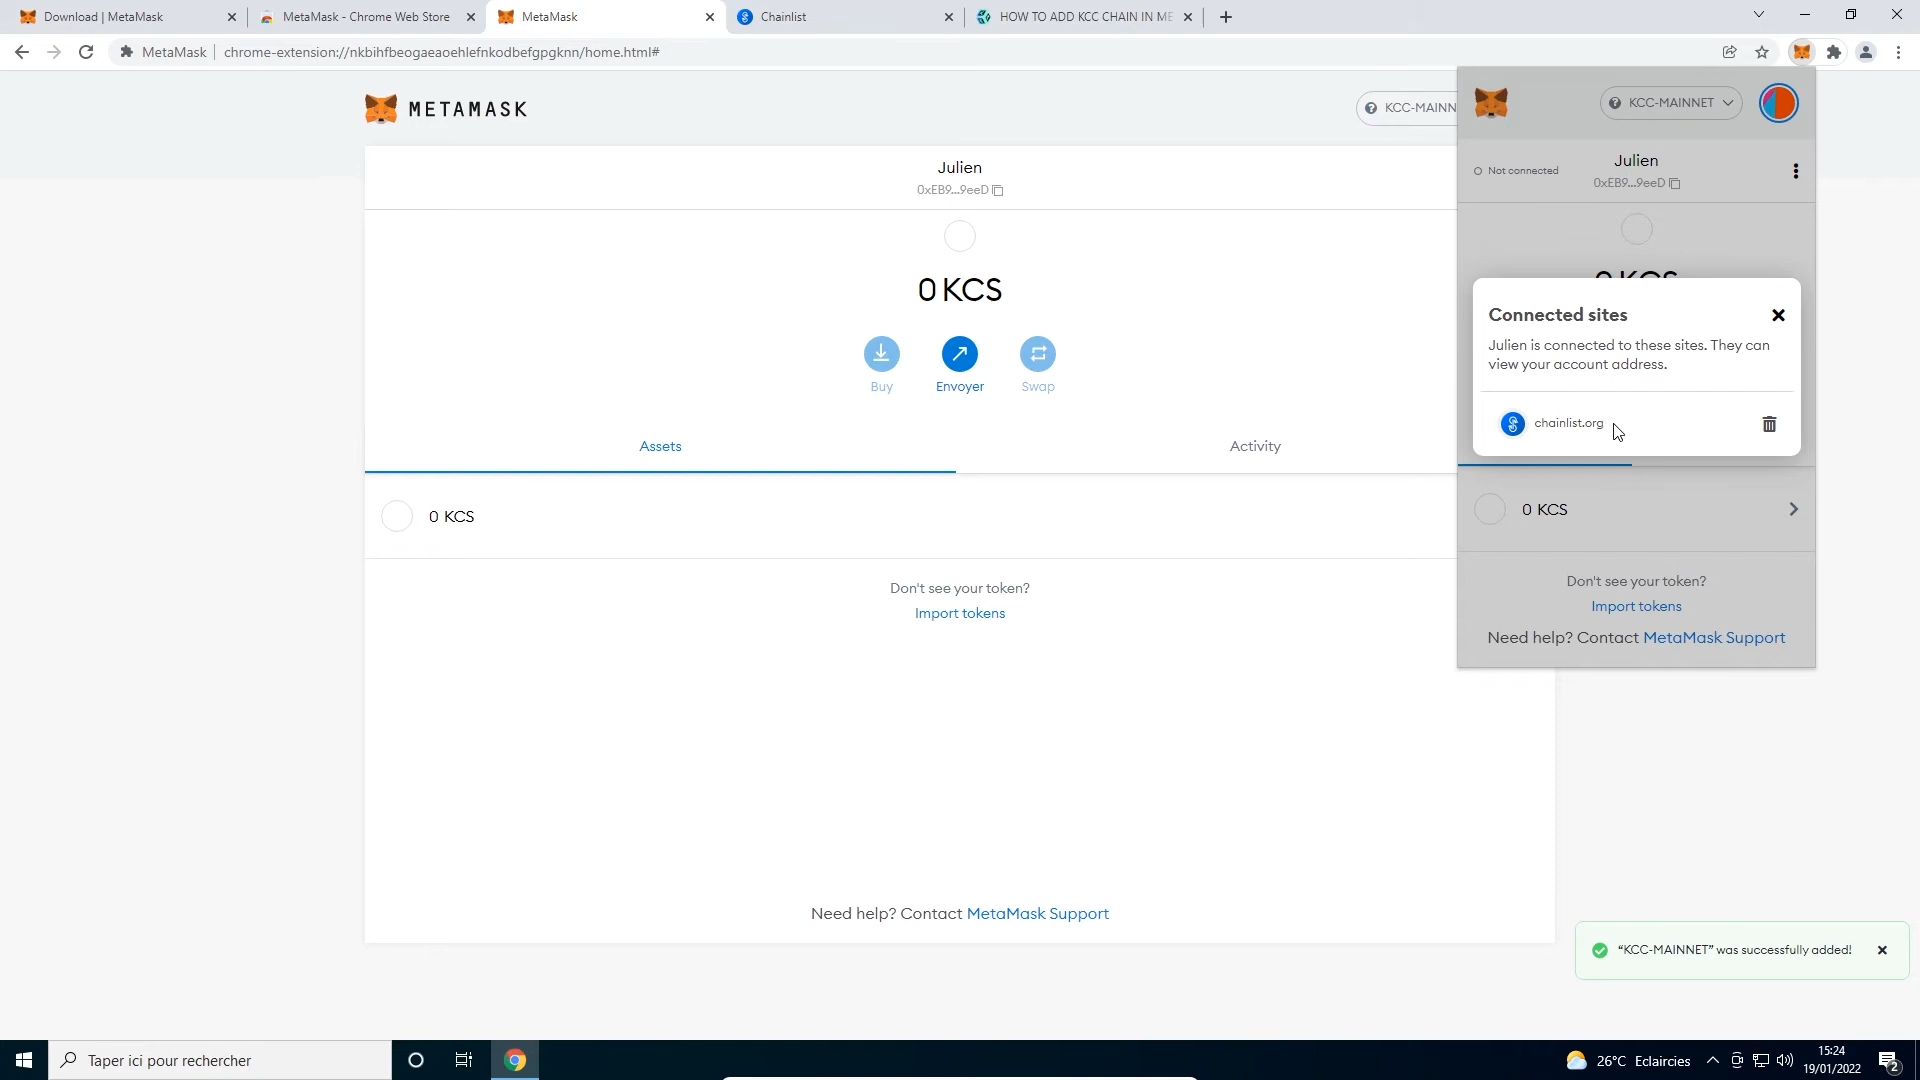 Download | MetaMask
MetaMask - Chrome Web Store
MetaMask
Chainlist
HOW TO ADD KCC CHAIN IN ME
MetaMask
chrome-extension://nkbihfbeogaeaoehlefnkodbefgpgknn/home.html#
METAMASK
KCC-MAINN
Julien
0xEB9...9eeD
0 KCS
Buy
Envoyer
Swap
Assets
Activity
0 KCS
Don't see your token?
Import tokens
Need help? Contact MetaMask Support
KCC-MAINNET
Not connected
Julien
0xEB9...9eeD
0 KCS
Connected sites
Julien is connected to these sites. They can
view your account address.
chainlist.org
0 KCS
Don't see your token?
Import tokens
Need help? Contact MetaMask Support
“KCC-MAINNET” was successfully added!
Taper ici pour rechercher
26°C Eclaircies
15:24
19/01/2022
2